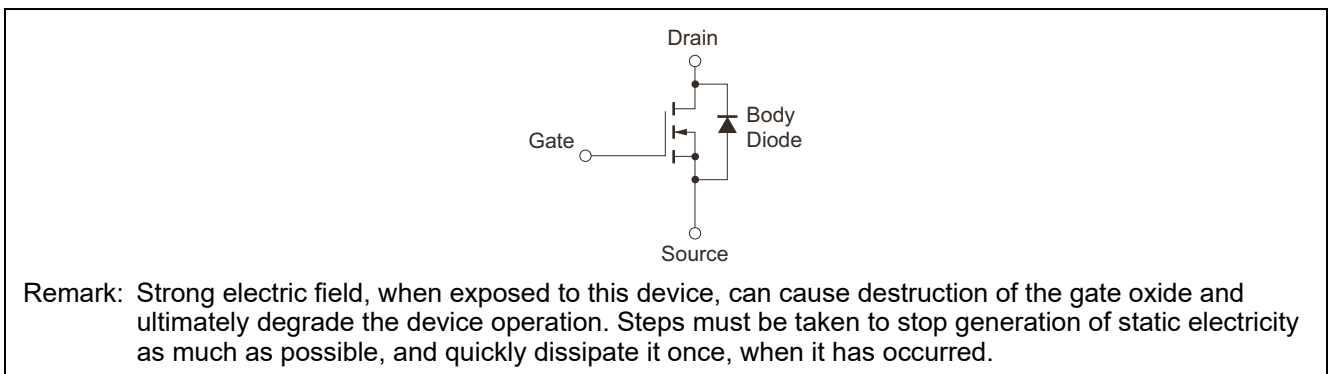 Drain
Body
Diode
Gate
Source
Remark: Strong electric field, when exposed to this device, can cause destruction of the gate oxide and
ultimately degrade the device operation. Steps must be taken to stop generation of static electricity
as much as possible, and quickly dissipate it once, when it has occurred.